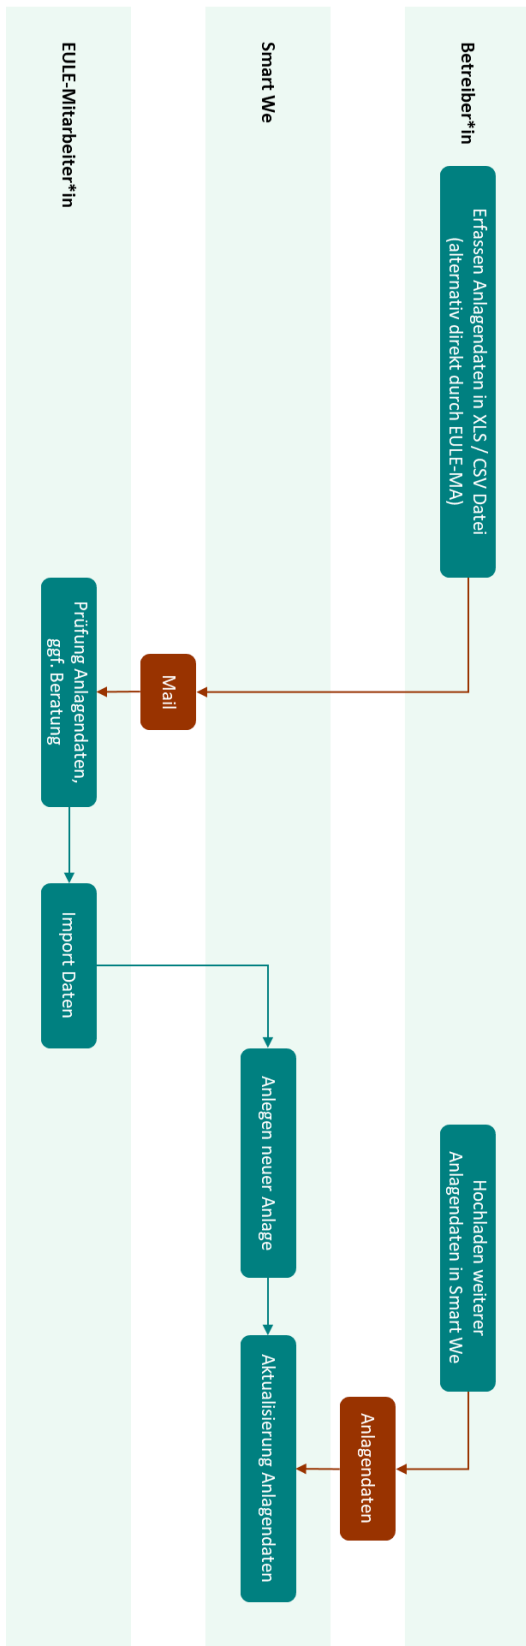 Betreiber*in
Erfassen Anlagendaten in XLS / CSV Datei
(alternativ direkt durch EULE-MA)
Hochladen weiterer
Anlagendaten in Smart We
Anlagendaten
Smart We
Anlegen neuer Anlage
Aktualisierung Anlagendaten
Mail
EULE-Mitarbeiter*in
Prüfung Anlagendaten,
ggf. Beratung
Import Daten